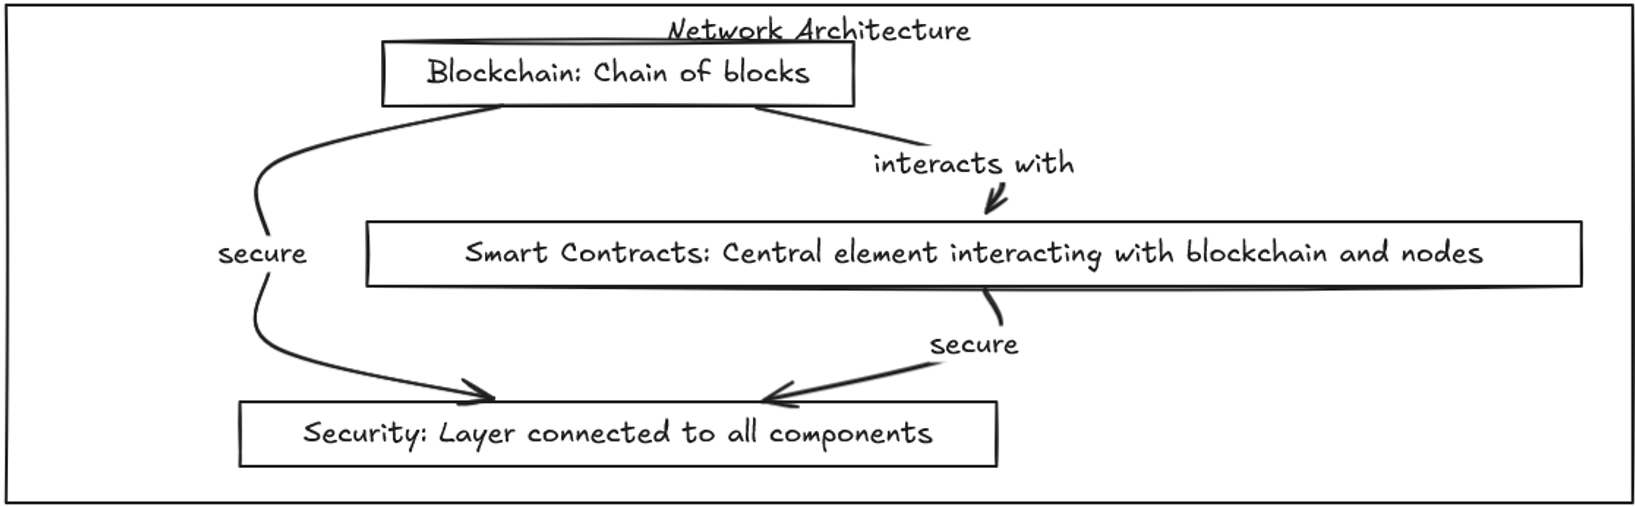 Network Architecture
Blockchain: Chain of blocks
interacts with
secure
Smart Contracts: Central element interacting with blockchain and nodes
secure
Security: Layer connected to all components